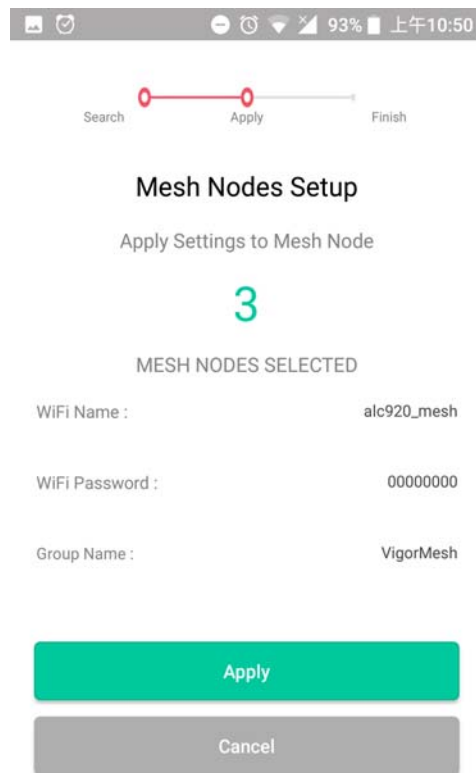 93% 上午10:50
Search Apply Finish
Mesh Nodes Setup
Apply Settings to Mesh Node
3
MESH NODES SELECTED
WiFi Name : alc920_mesh
WiFi Password : 00000000
Group Name : VigorMesh
Apply
Cancel